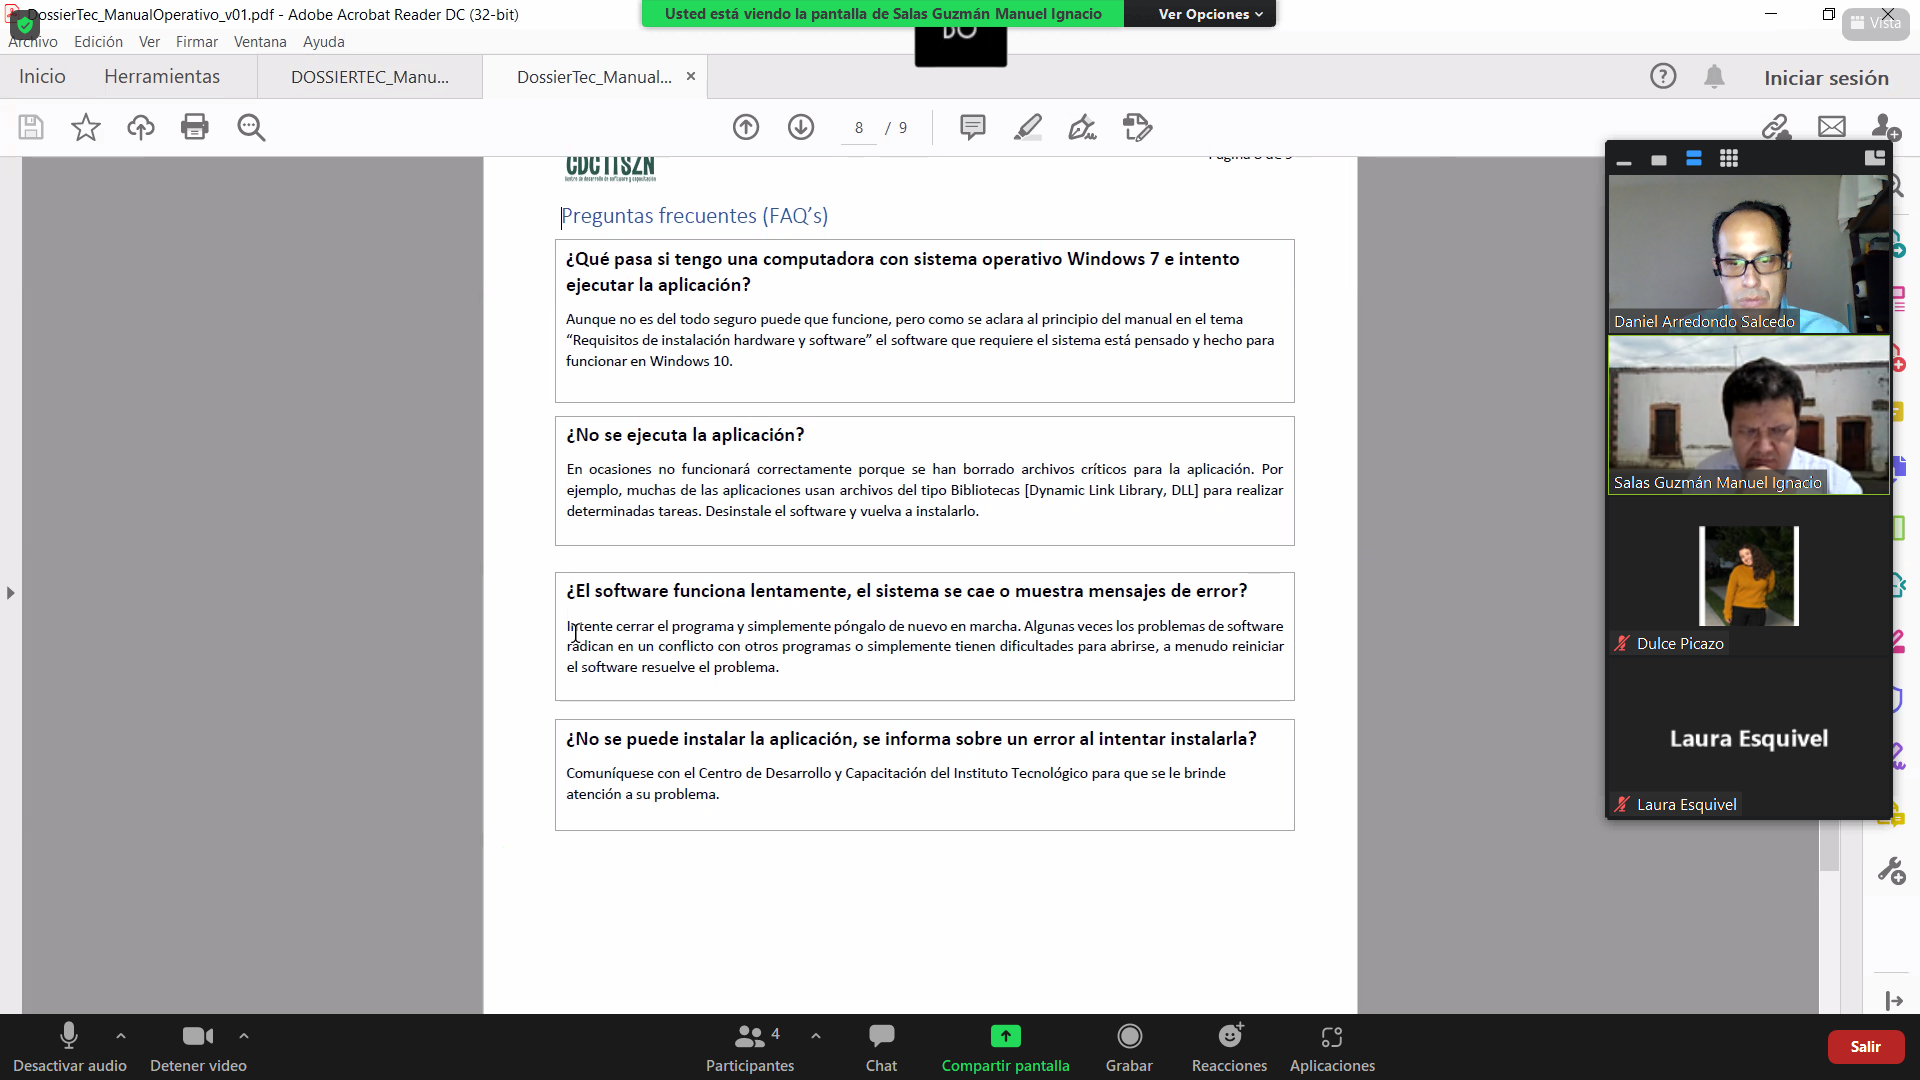 DossierTec_ManualOperativo_v01.pdf - Adobe Acrobat Reader DC (32-bit)
Usted está viendo la pantalla de Salas Guzmán Manuel Ignacio
Ver Opciones
Vista
Archivo Edición Ver Firmar Ventana Ayuda
Inicio Herramientas DOSSIERTEC_Manu... DossierTec_Manual... Iniciar sesión
8 / 9
CDCITSZN
Centro de desarrollo de software y capacitación
Página 8 de 9
Preguntas frecuentes (FAQ’s)
¿Qué pasa si tengo una computadora con sistema operativo Windows 7 e intento
ejecutar la aplicación?
Aunque no es del todo seguro puede que funcione, pero como se aclara al principio del manual en el tema
“Requisitos de instalación hardware y software” el software que requiere el sistema está pensado y hecho para
funcionar en Windows 10.
¿No se ejecuta la aplicación?
En ocasiones no funcionará correctamente porque se han borrado archivos críticos para la aplicación. Por
ejemplo, muchas de las aplicaciones usan archivos del tipo Bibliotecas [Dynamic Link Library, DLL] para realizar
determinadas tareas. Desinstale el software y vuelva a instalarlo.
¿El software funciona lentamente, el sistema se cae o muestra mensajes de error?
Intente cerrar el programa y simplemente póngalo de nuevo en marcha. Algunas veces los problemas de software
radican en un conflicto con otros programas o simplemente tienen dificultades para abrirse, a menudo reiniciar
el software resuelve el problema.
¿No se puede instalar la aplicación, se informa sobre un error al intentar instalarla?
Comuníquese con el Centro de Desarrollo y Capacitación del Instituto Tecnológico para que se le brinde
atención a su problema.
Daniel Arredondo Salcedo
Salas Guzmán Manuel Ignacio
Dulce Picazo
Laura Esquivel
Laura Esquivel
4
Desactivar audio Detener video Participantes Chat Compartir pantalla Grabar Reacciones Aplicaciones Salir